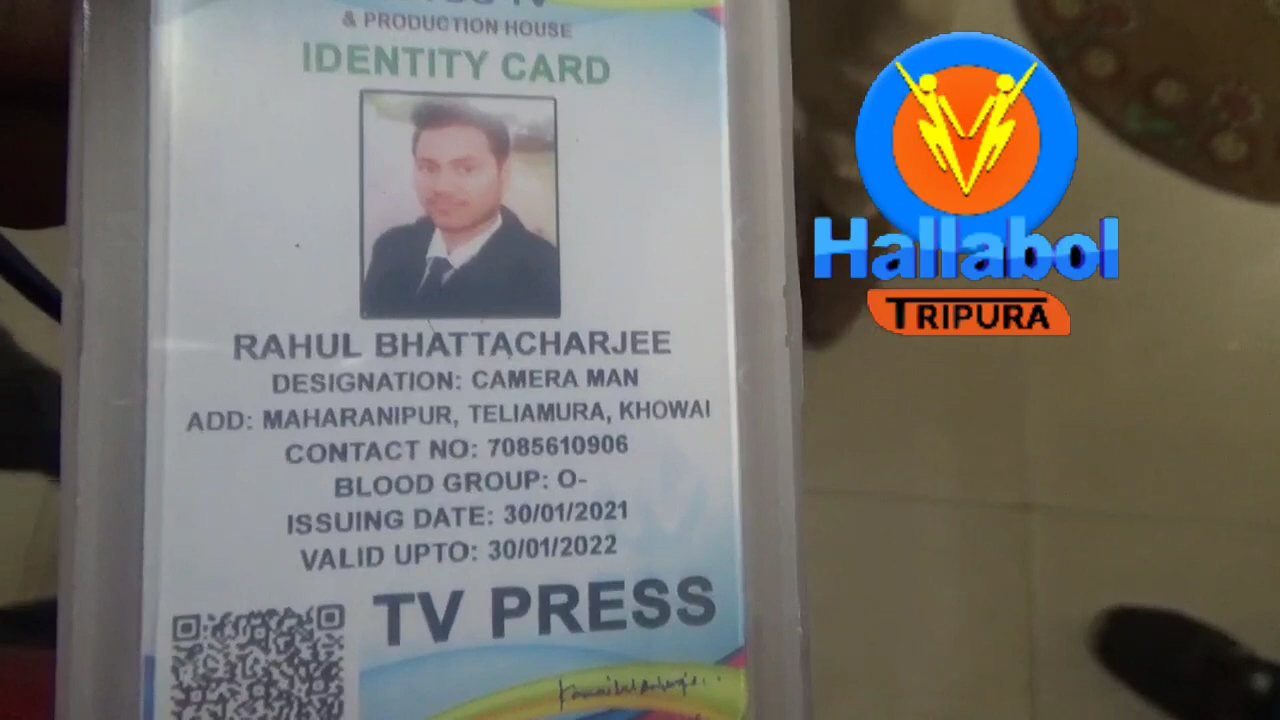 & PRODUCTION HOUSE
IDENTITY CARD
RAHUL BHATTACHARJEE
DESIGNATION: CAMERA MAN
ADD: MAHARANIPUR, TELIAMURA, KHOWAI
CONTACT NO: 7085610906
BLOOD GROUP: O-
ISSUING DATE: 30/01/2021
VALID UPTO: 30/01/2022
TV PRESS
Hallabol
TRIPURA